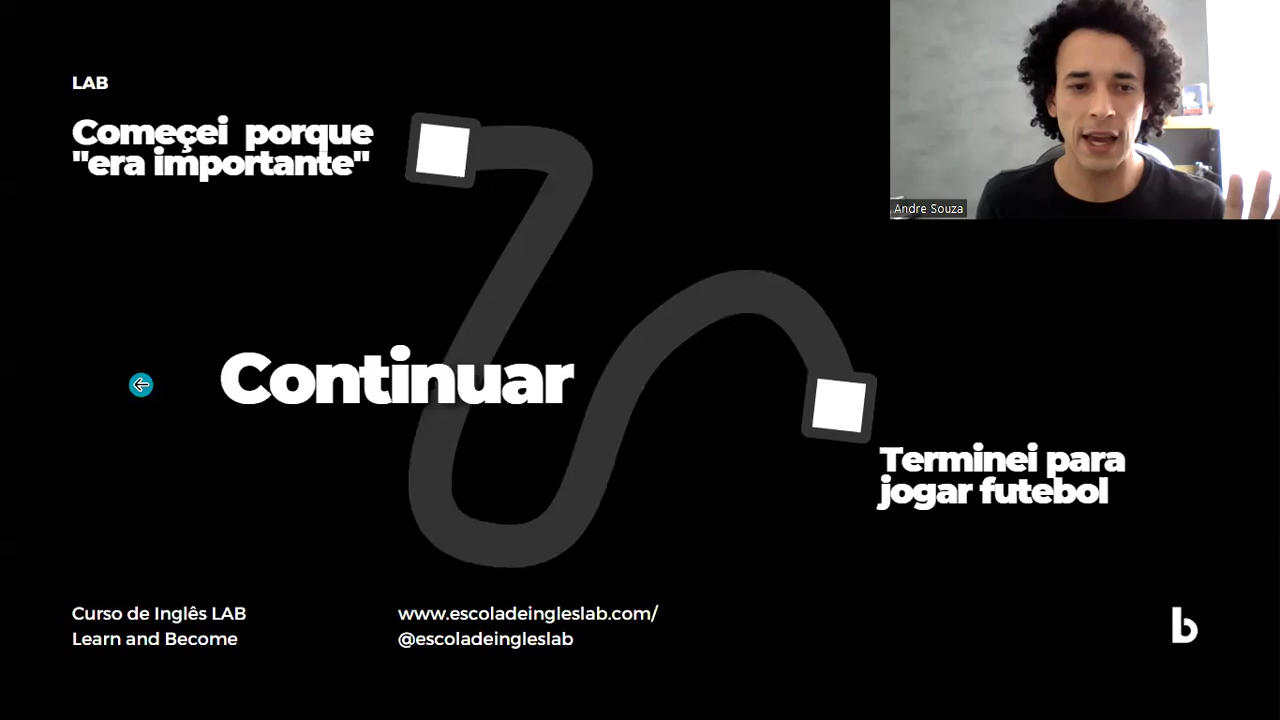 LAB
Começei porque
"era importante"
Andre Souza
Continuar
Terminei para
jogar futebol
Curso de Inglês LAB
Learn and Become
www.escoladeingleslab.com/
@escoladeingleslab
b